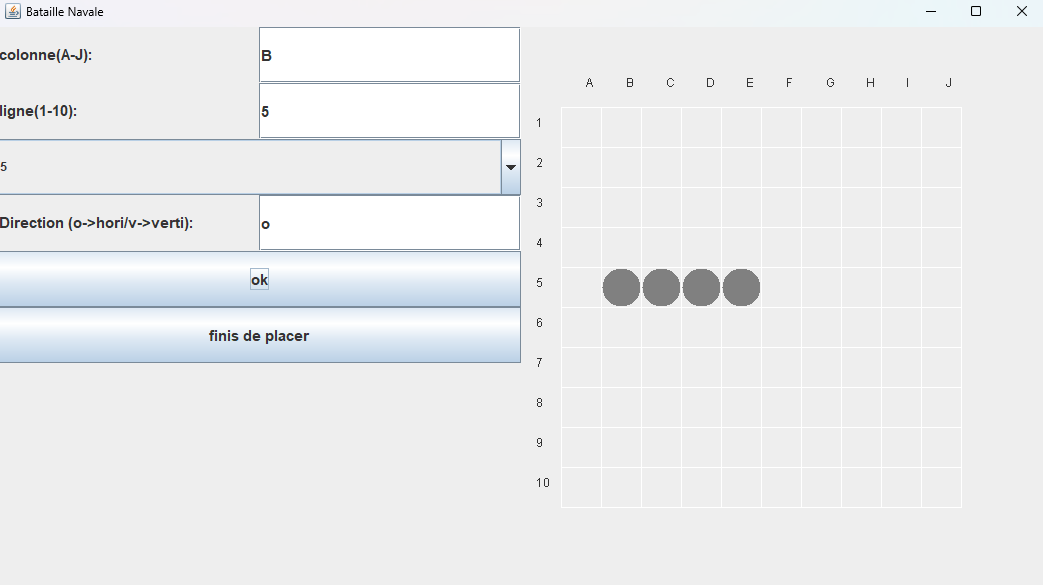 Bataille Navale
colonne(A-J):
B
ligne(1-10):
5
5
Direction (o->hori/v->verti):
o
ok
finis de placer
A B C D E F G H I J
1
2
3
4
5
6
7
8
9
10